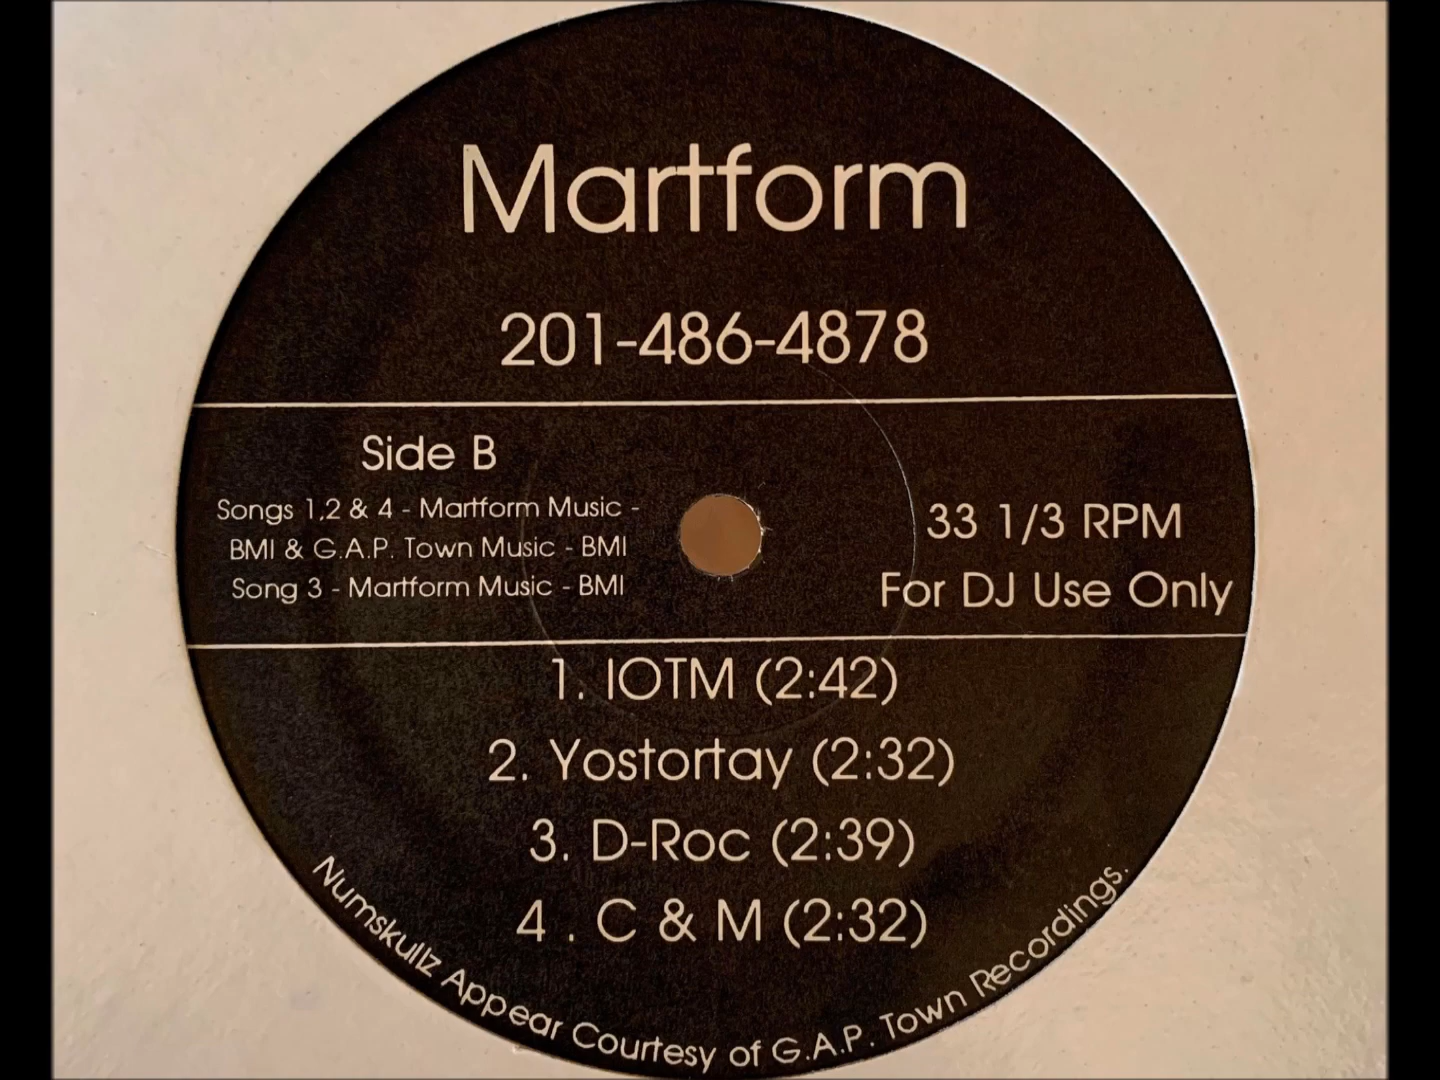 Martform
201-486-4878
Side B
Songs 1,2 & 4 - Martform Music -
BMI & G.A.P. Town Music - BMI
Song 3 - Martform Music - BMI
33 1/3 RPM
For DJ Use Only
1. IOTM (2:42)
2. Yostortay (2:32)
3. D-Roc (2:39)
4 . C & M (2:32)
Numskullz Appear Courtesy of G.A.P. Town Recordings.